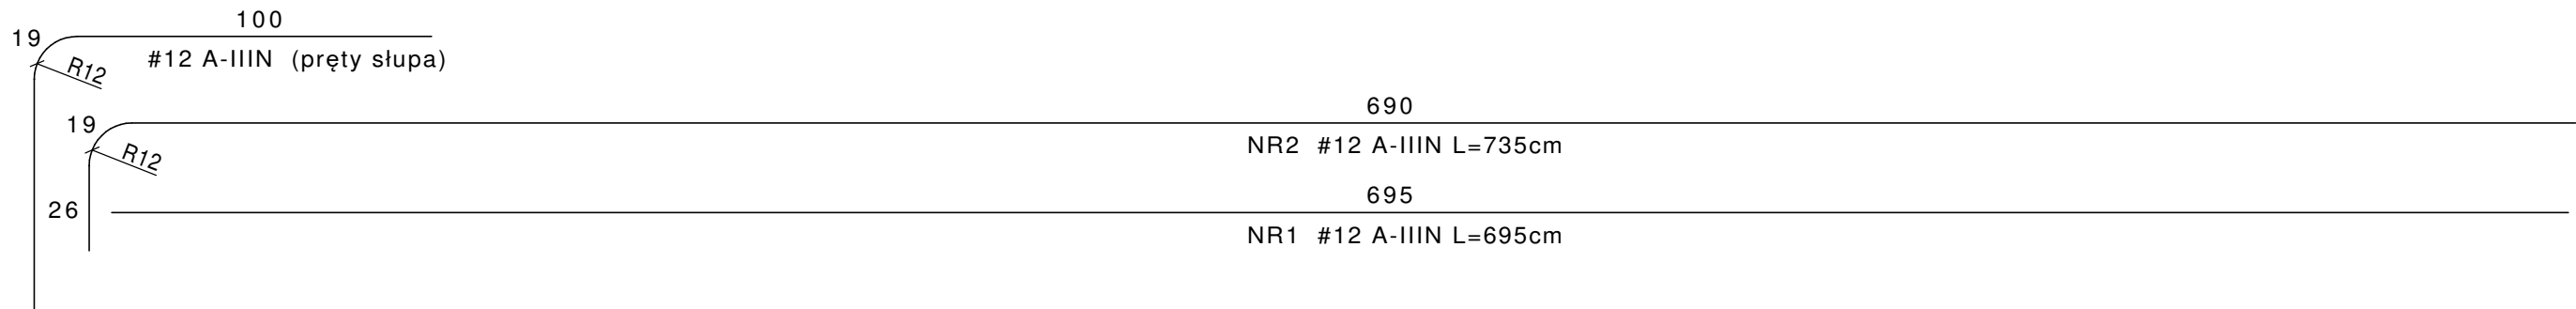 100
19
R12
#12 A-IIIN (pręty słupa)
690
19
R12
NR2 #12 A-IIIN L=735cm
695
26
NR1 #12 A-IIIN L=695cm